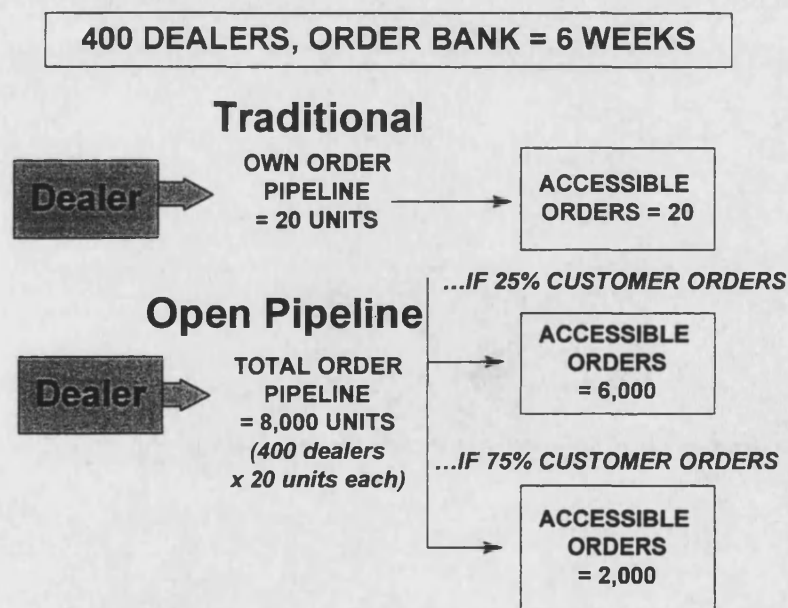 400 DEALERS, ORDER BANK = 6 WEEKS
Traditional
Dealer
OWN ORDER
PIPELINE
= 20 UNITS
ACCESSIBLE
ORDERS = 20
...IF 25% CUSTOMER ORDERS
Open Pipeline
Dealer
TOTAL ORDER
PIPELINE
= 8,000 UNITS
(400 dealers
x 20 units each)
ACCESSIBLE
ORDERS
= 6,000
...IF 75% CUSTOMER ORDERS
ACCESSIBLE
ORDERS
= 2,000